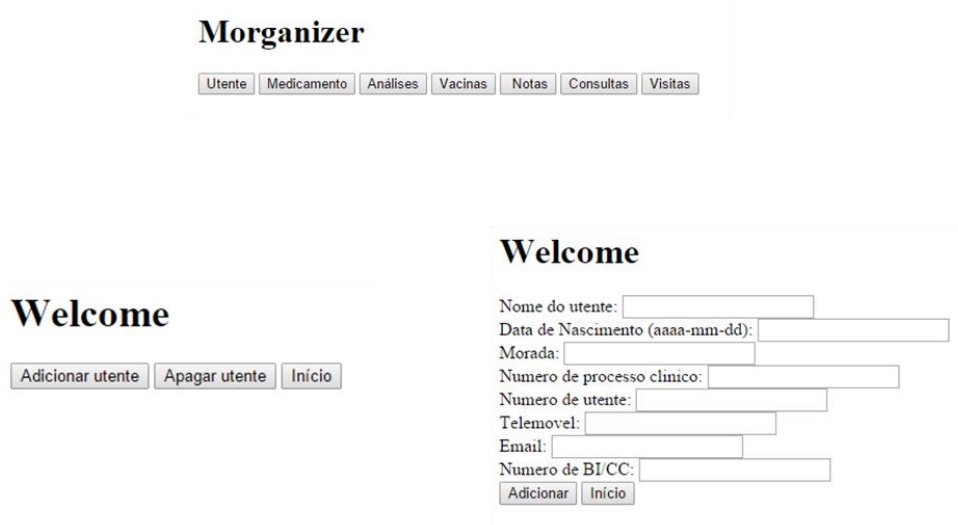 Morganizer
Utente Medicamento Análises Vacinas Notas Consultas Visitas
Welcome
Adicionar utente Apagar utente Início
Welcome
Nome do utente:
Data de Nascimento (aaaa-mm-dd):
Morada:
Numero de processo clinico:
Numero de utente:
Telemovel:
Email:
Numero de BI/CC:
Adicionar Início